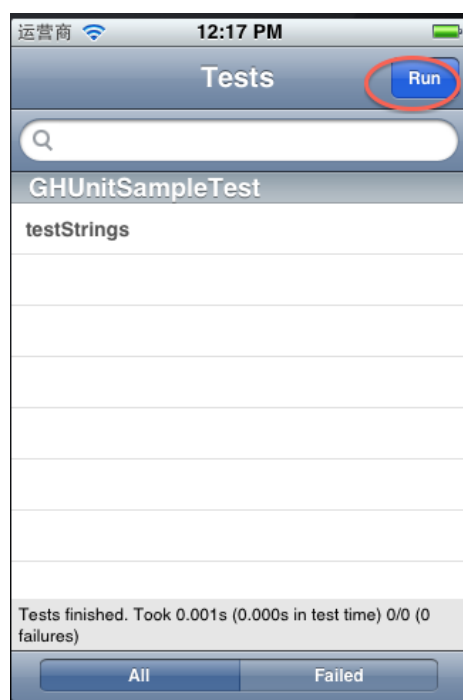 运营商 12:17 PM
Tests Run
GHUnitSampleTest
testStrings
Tests finished. Took 0.001s (0.000s in test time) 0/0 (0
failures)
All Failed